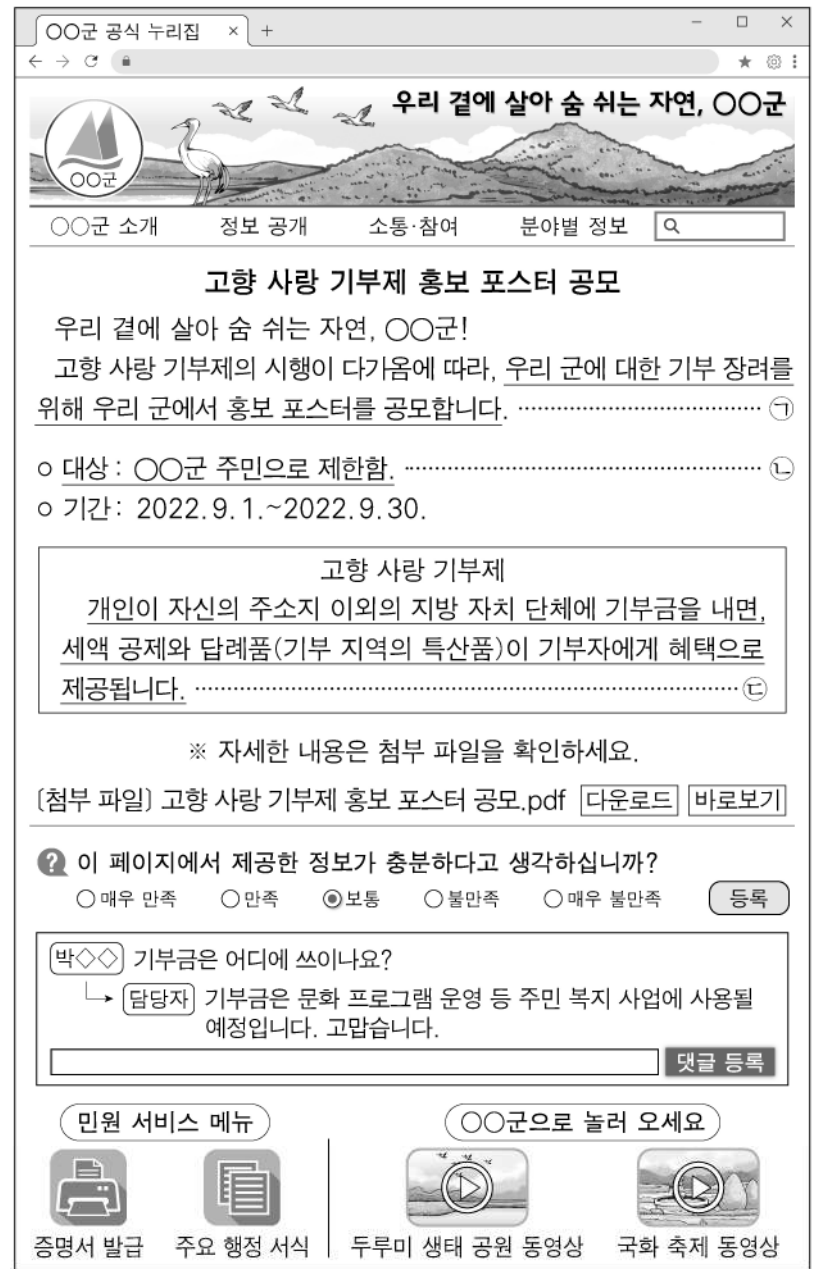 ○○군 공식 누리집 × +
우리 곁에 살아 숨 쉬는 자연, ○○군
○○군
○○군 소개 정보 공개 소통·참여 분야별 정보
고향 사랑 기부제 홍보 포스터 공모
우리 곁에 살아 숨 쉬는 자연, ○○군!
고향 사랑 기부제의 시행이 다가옴에 따라, 우리 군에 대한 기부 장려를
위해 우리 군에서 홍보 포스터를 공모합니다. ········ ㉠
○ 대상 : ○○군 주민으로 제한함. ········ ㉡
○ 기간 : 2022. 9. 1.~2022. 9. 30.
고향 사랑 기부제
개인이 자신의 주소지 이외의 지방 자치 단체에 기부금을 내면,
세액 공제와 답례품(기부 지역의 특산품)이 기부자에게 혜택으로
제공됩니다. ········ ㉢
※ 자세한 내용은 첨부 파일을 확인하세요.
[첨부 파일] 고향 사랑 기부제 홍보 포스터 공모.pdf 다운로드 바로보기
? 이 페이지에서 제공한 정보가 충분하다고 생각하십니까?
○매우 만족 ○만족 ◉보통 ○불만족 ○매우 불만족 등록
박◇◇ 기부금은 어디에 쓰이나요?
담당자 기부금은 문화 프로그램 운영 등 주민 복지 사업에 사용될
예정입니다. 고맙습니다.
댓글 등록
민원 서비스 메뉴 ○○군으로 놀러 오세요
증명서 발급 주요 행정 서식 두루미 생태 공원 동영상 국화 축제 동영상